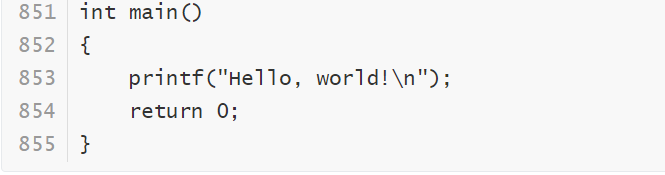 851 int main()
852 {
853     printf("Hello, world!\n");
854     return 0;
855 }